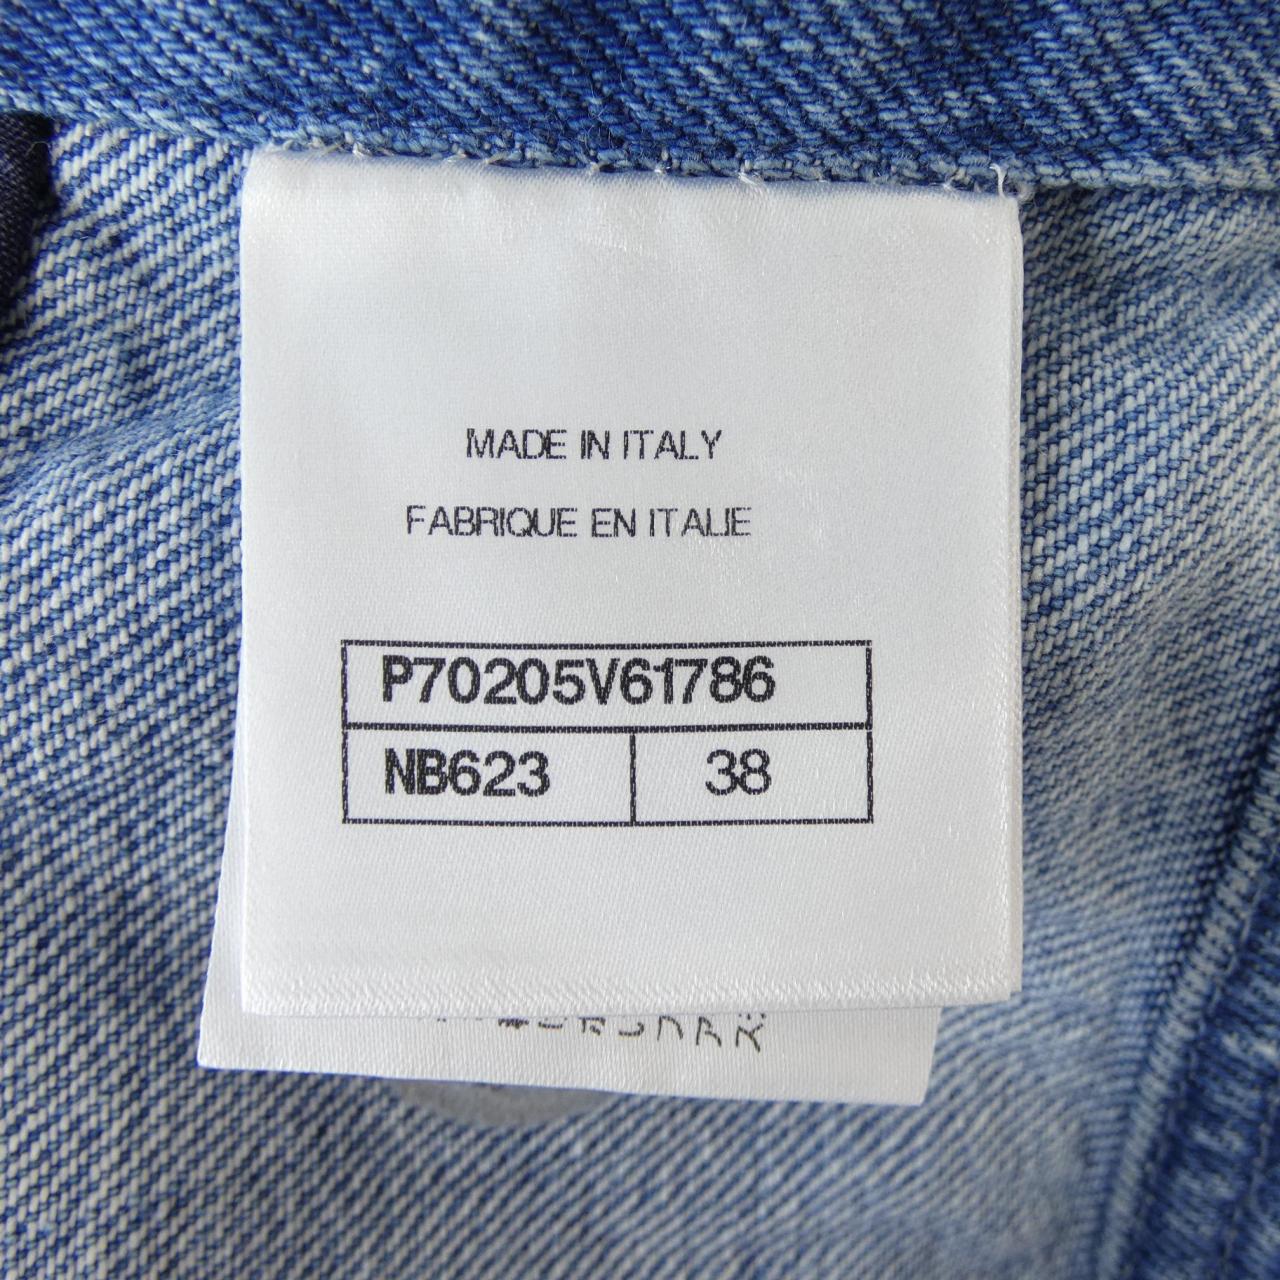 MADE IN ITALY
FABRIQUE EN ITALIE
P70205V61786
NB623
38